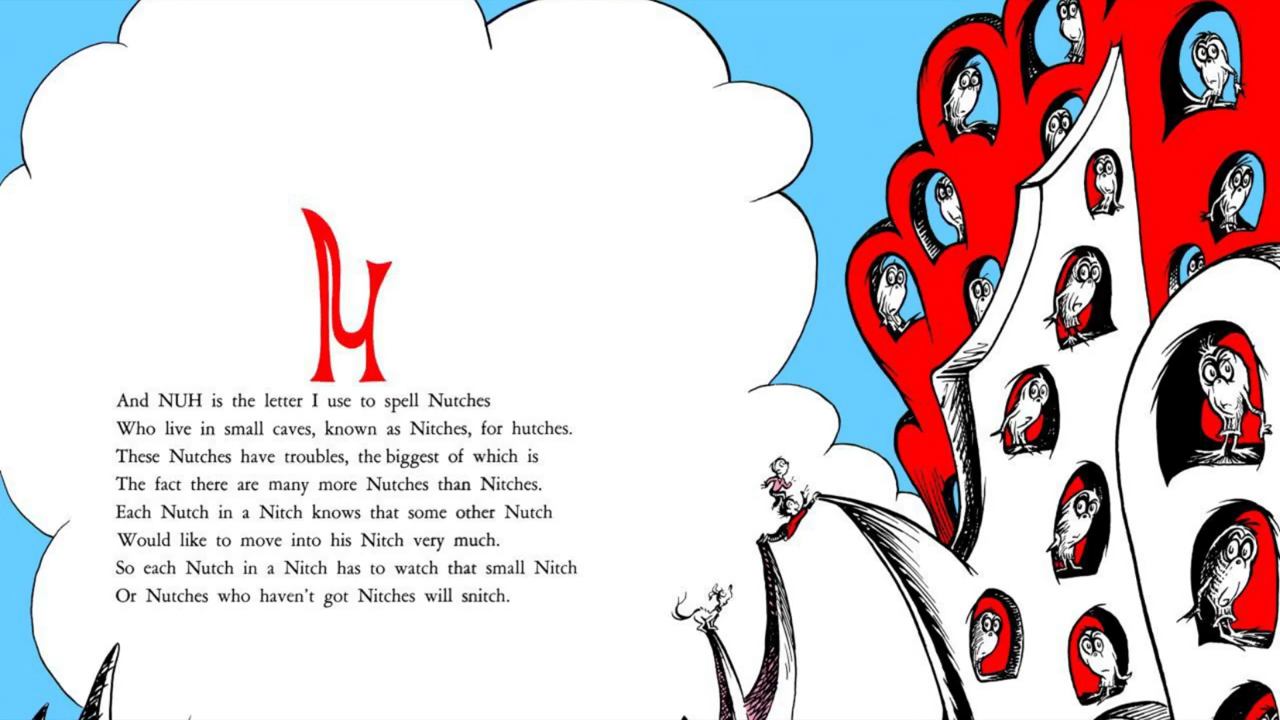 And NUH is the letter I use to spell Nutches
Who live in small caves, known as Nitches, for hutches.
These Nutches have troubles, the biggest of which is
The fact there are many more Nutches than Nitches.
Each Nutch in a Nitch knows that some other Nutch
Would like to move into his Nitch very much.
So each Nutch in a Nitch has to watch that small Nitch
Or Nutches who haven't got Nitches will snitch.